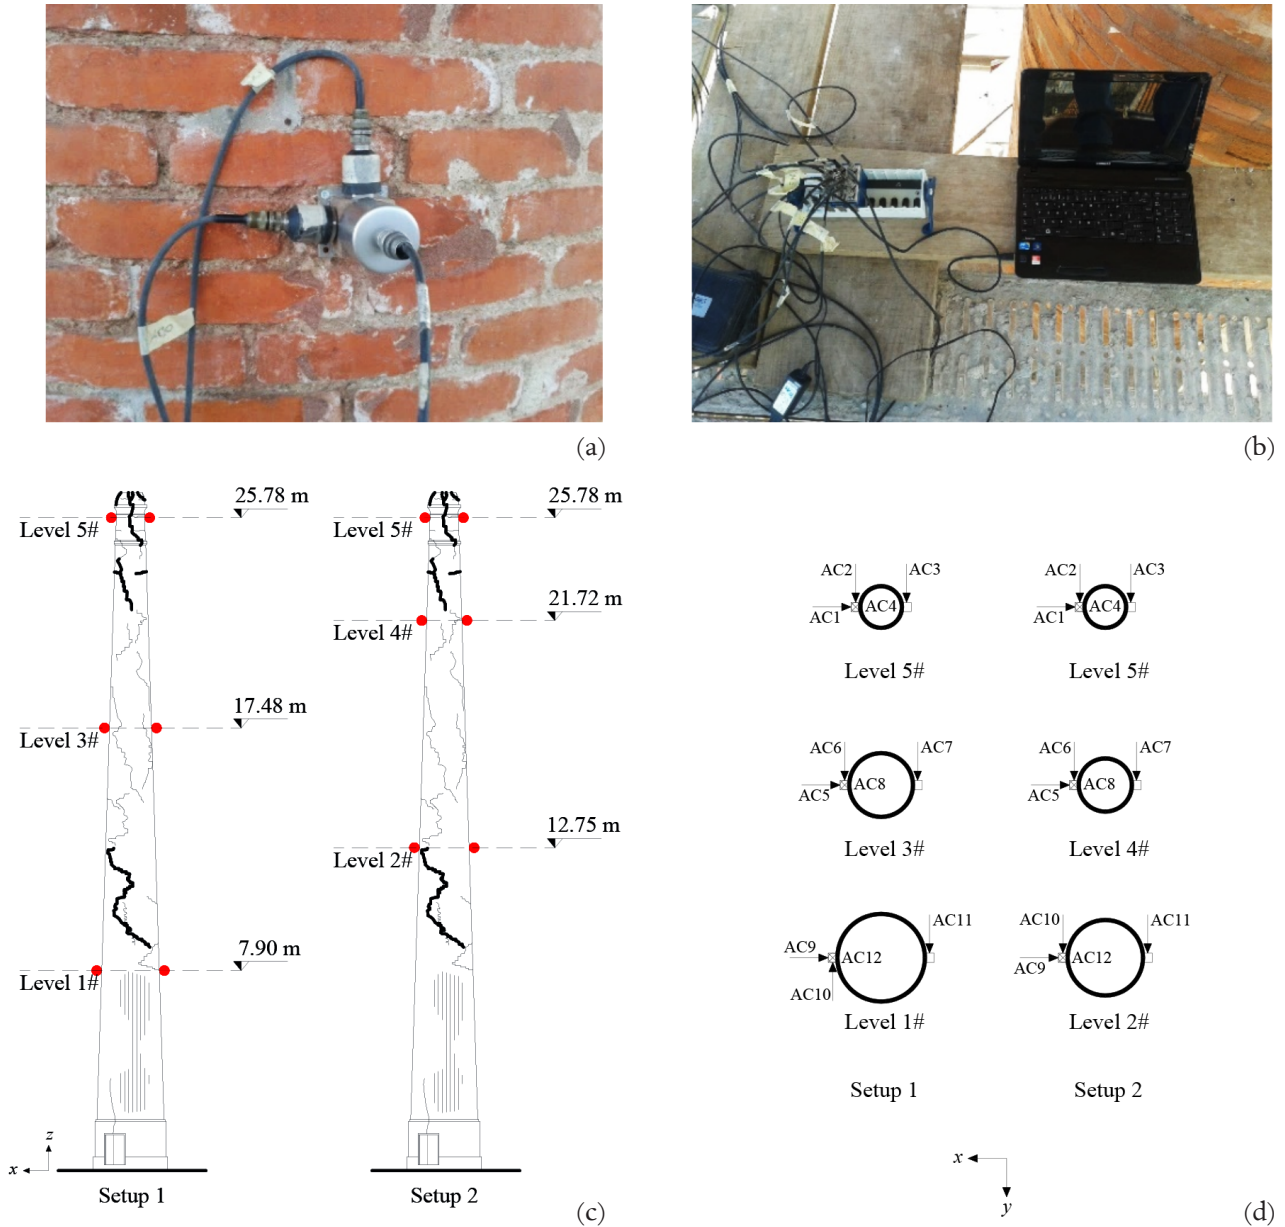 (a)
(b)
25.78 m
25.78 m
Level 5#
Level 5#
21.72 m
Level 4#
17.48 m
Level 3#
12.75 m
Level 2#
7.90 m
Level 1#
z
x
Setup 1
Setup 2
(c)
AC2
AC3
AC4
AC1
Level 5#
AC2
AC3
AC4
AC1
Level 5#
AC6
AC7
AC8
AC5
Level 3#
AC6
AC7
AC8
AC5
Level 4#
AC11
AC9
AC12
AC10
Level 1#
AC10
AC11
AC12
AC9
Level 2#
Setup 1
Setup 2
x
y
(d)